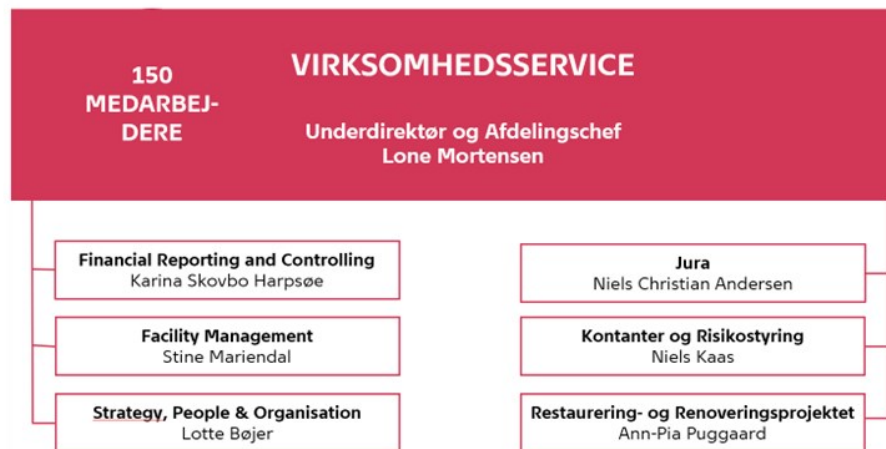 150
MEDARBEJ-
DERE
VIRKSOMHEDSSERVICE
Underdirektør og Afdelingschef
Lone Mortensen
Financial Reporting and Controlling
Karina Skovbo Harpsøe
Facility Management
Stine Mariendal
Strategy, People & Organisation
Lotte Bøjer
Jura
Niels Christian Andersen
Kontanter og Risikostyring
Niels Kaas
Restaurering- og Renoveringsprojektet
Ann-Pia Puggaard